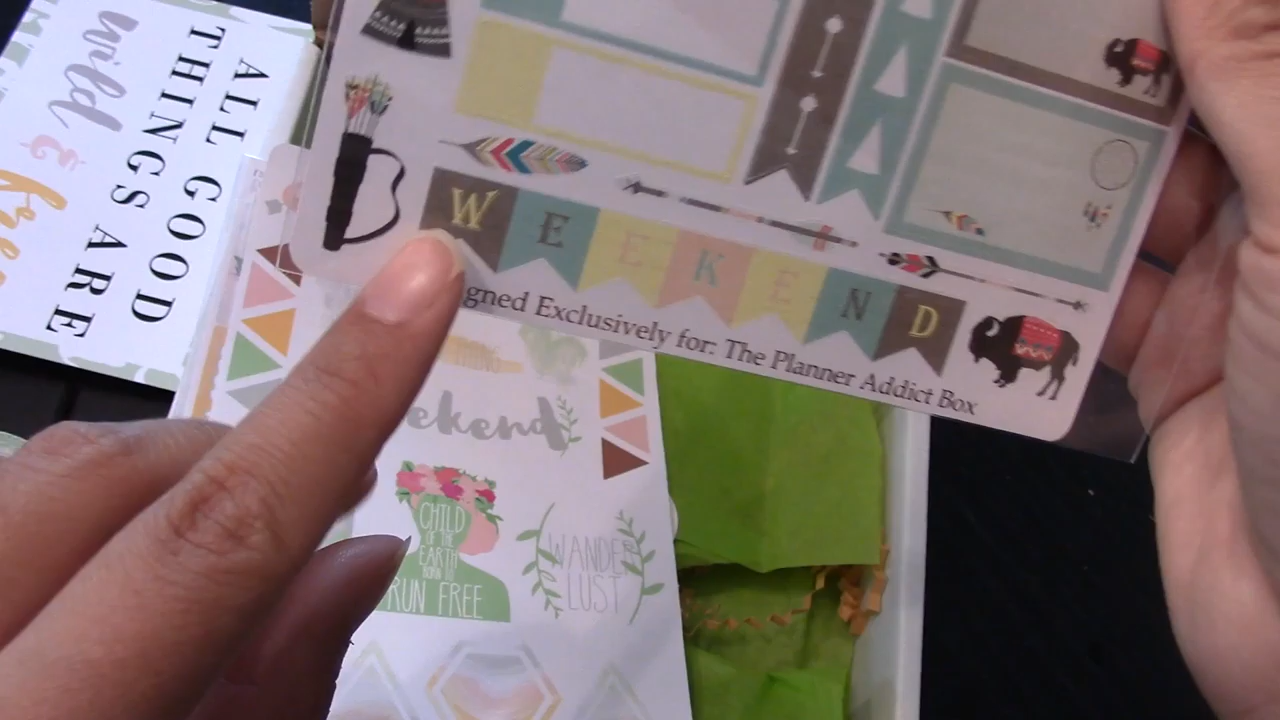 ALL GOOD
THINGS ARE
wild & free
WEEKEND
gned Exclusively for: The Planner Addict Box
ekend
CHILD
OF THE
EARTH
RUN FREE
WANDER
LUST